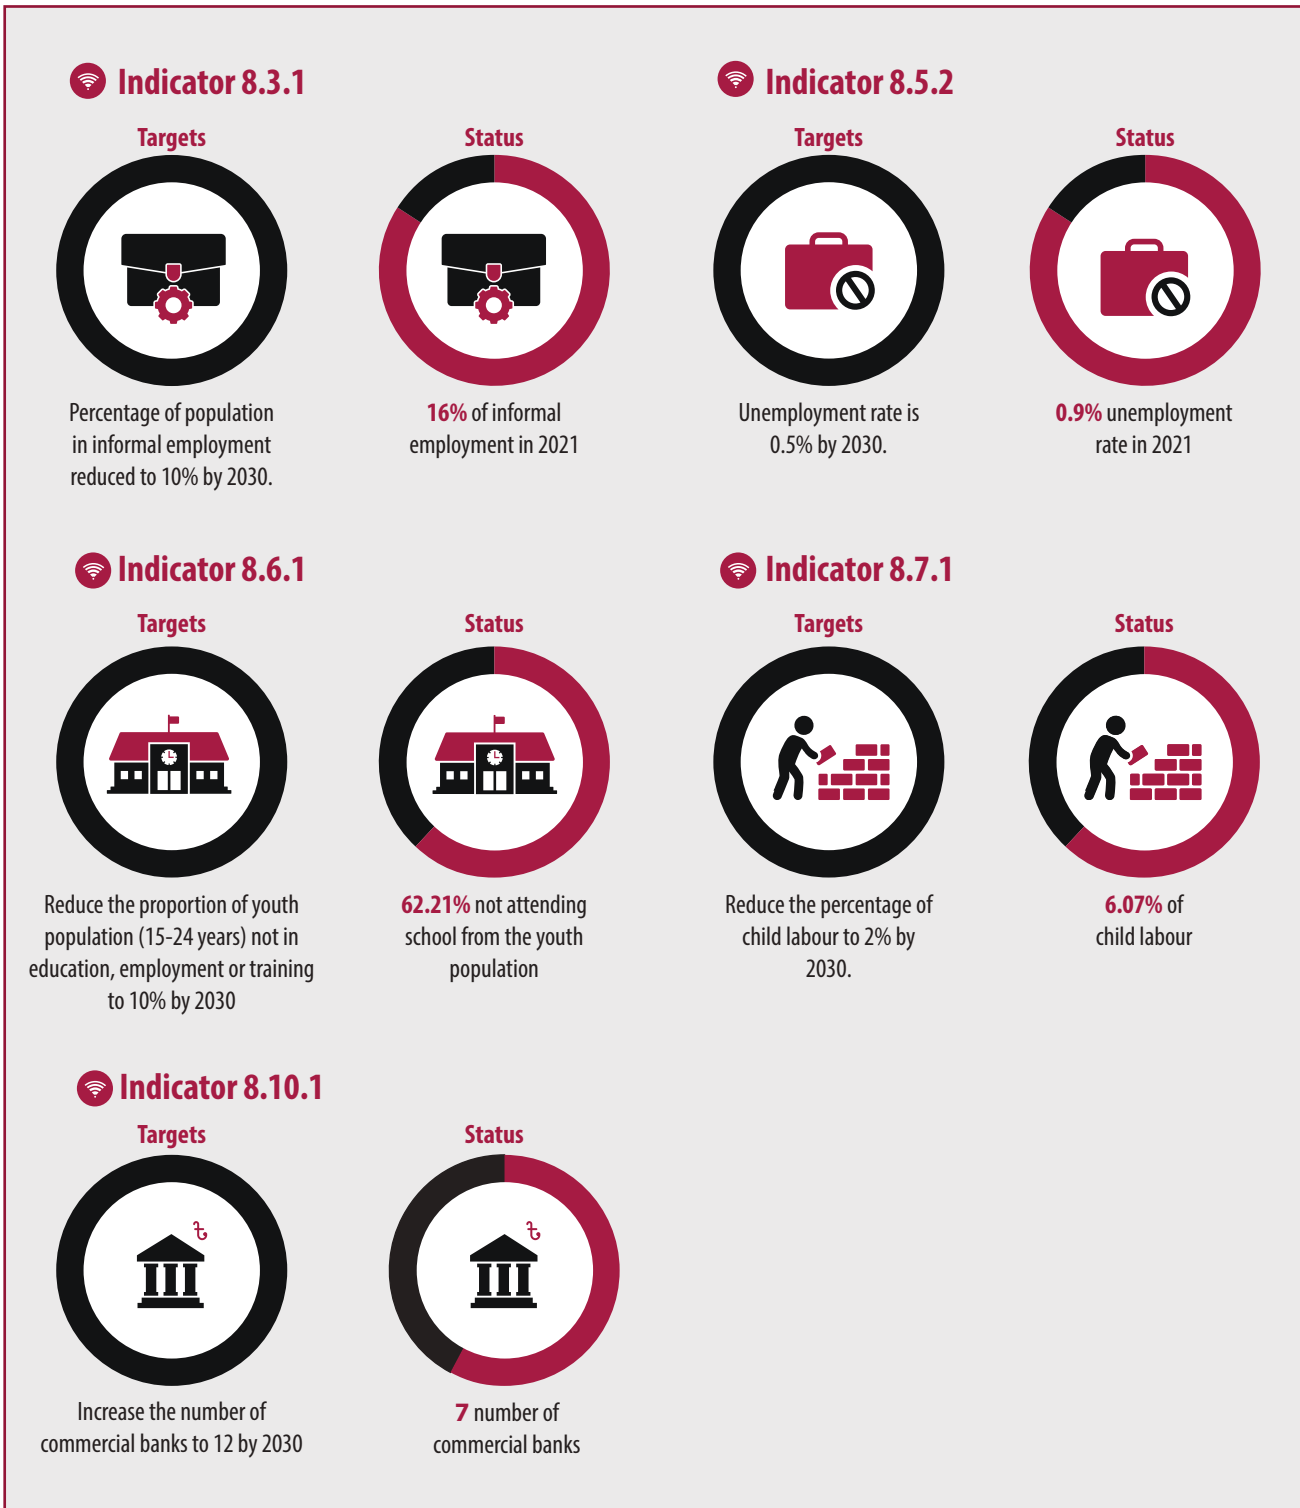 Indicator 8.3.1
Targets
Percentage of population
in informal employment
reduced to 10% by 2030.
Status
16% of informal
employment in 2021
Indicator 8.5.2
Targets
Unemployment rate is
0.5% by 2030.
Status
0.9% unemployment
rate in 2021
Indicator 8.6.1
Targets
Reduce the proportion of youth
population (15-24 years) not in
education, employment or training
to 10% by 2030
Status
62.21% not attending
school from the youth
population
Indicator 8.7.1
Targets
Reduce the percentage of
child labour to 2% by
2030.
Status
6.07% of
child labour
Indicator 8.10.1
Targets
৳
Increase the number of
commercial banks to 12 by 2030
Status
৳
7 number of
commercial banks